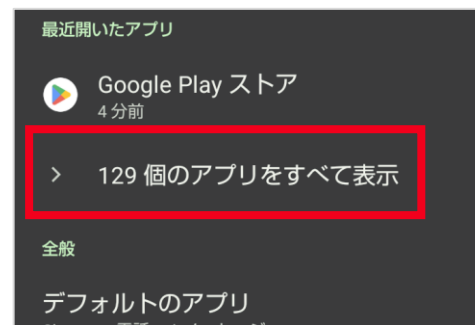 最近開いたアプリ
Google Play ストア
4 分前
129 個のアプリをすべて表示
全般
デフォルトのアプリ